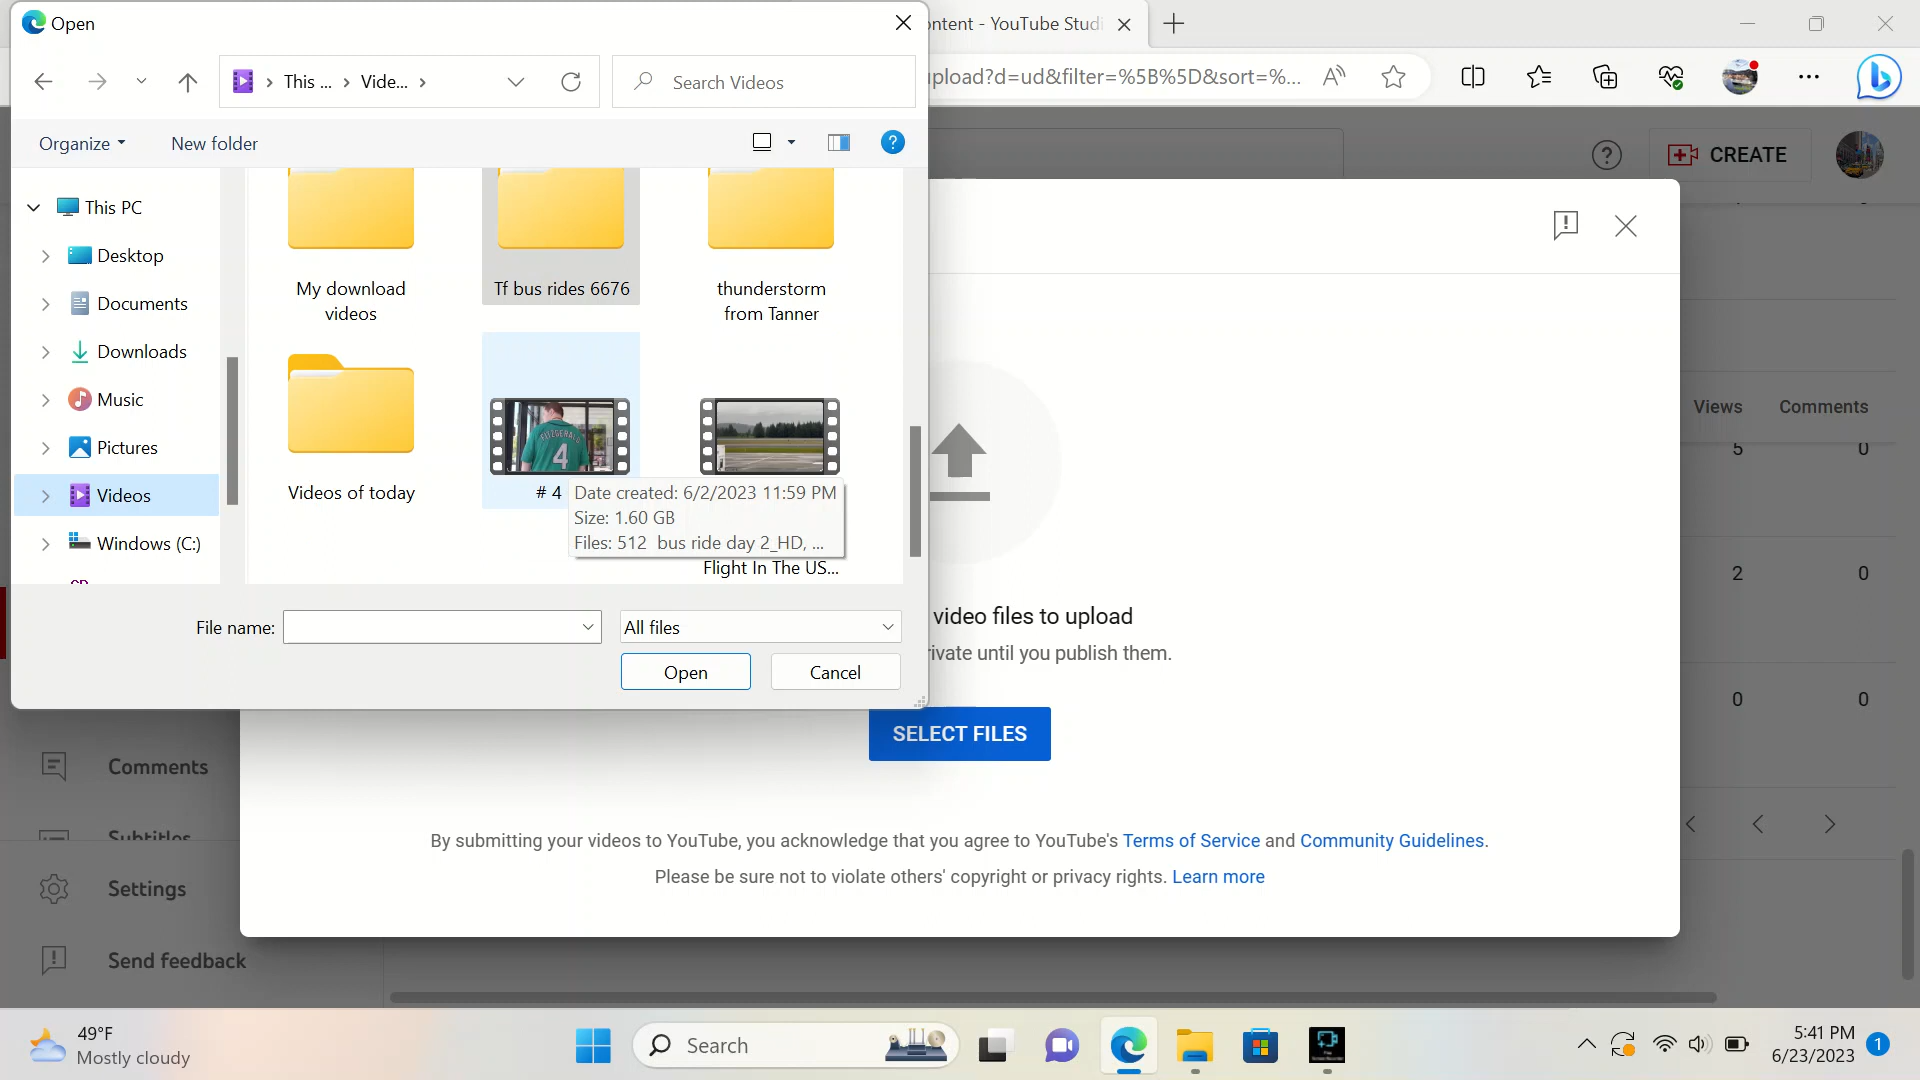 Open
ntent - YouTube Studi
This ...
Vide...
Search Videos
upload?d=ud&filter=%5B%5D&sort=%...
Organize
New folder
CREATE
This PC
Desktop
Documents
Downloads
Music
Pictures
Videos
Windows (C:)
My download
videos
Tf bus rides 6676
thunderstorm
from Tanner
Videos of today
FITZGERALD
4
# 4
Date created: 6/2/2023 11:59 PM
Size: 1.60 GB
Files: 512 bus ride day 2_HD, ...
Flight In The US...
File name:
All files
Open
Cancel
Views
Comments
5
0
2
0
0
0
video files to upload
ivate until you publish them.
SELECT FILES
By submitting your videos to YouTube, you acknowledge that you agree to YouTube's Terms of Service and Community Guidelines.
Please be sure not to violate others' copyright or privacy rights. Learn more
Comments
Subtitles
Settings
Send feedback
49°F
Mostly cloudy
Search
5:41 PM
6/23/2023
1